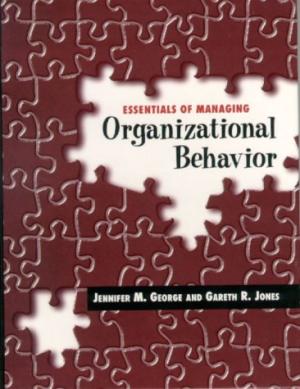 ESSENTIALS OF MANAGING
Organizational
Behavior
JENNIFER M. GEORGE AND GARETH R. JONES